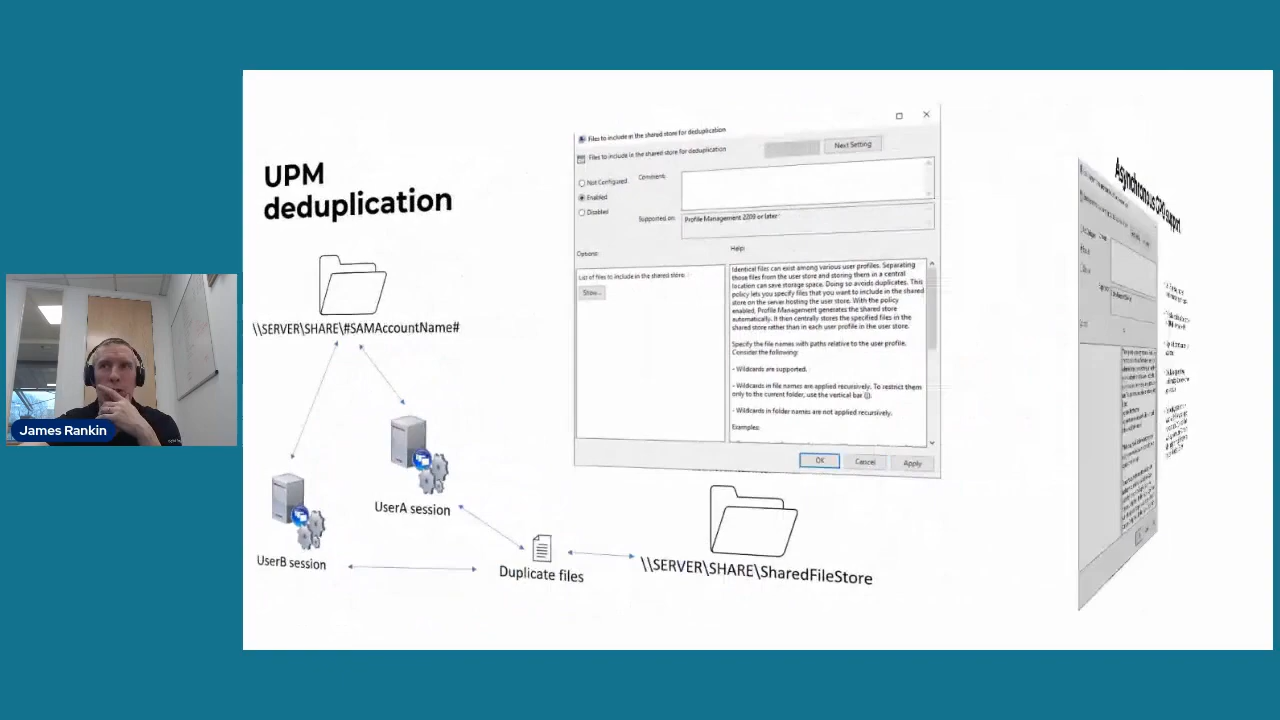 UPM
deduplication
\\SERVER\SHARE\#SAMAccountName#
UserA session
UserB session
Duplicate files
\\SERVER\SHARE\SharedFileStore
Files to include in the shared store for deduplication
Files to include in the shared store for deduplication
Next Setting
Not Configured
Enabled
Disabled
Comment:
Supported on:
Profile Management 2209 or later
Options:
Help:
List of files to include in the shared store:
Show...
Identical files can exist among various user profiles. Separating
those files from the user store and storing them in a central
location can save storage space. Doing so avoids duplicates. This
policy lets you specify files that you want to include in the shared
store on the server hosting the user store. With the policy
enabled, Profile Management generates the shared store
automatically. It then centrally stores the specified files in the
shared store rather than in each user profile in the user store.
Specify the file names with paths relative to the user profile.
Consider the following:
- Wildcards are supported.
- Wildcards in file names are applied recursively. To restrict them
only to the current folder, use the vertical bar (|).
- Wildcards in folder names are not applied recursively.
Examples:
OK
Cancel
Apply
Asynchronous GPO support
James Rankin